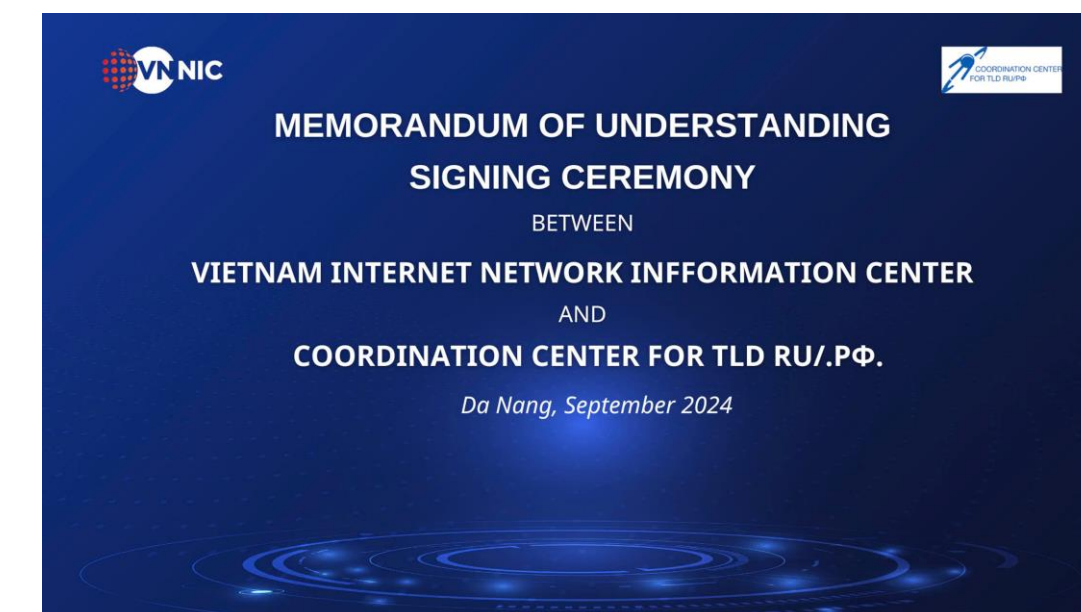 VN NIC
COORDINATION CENTER
FOR TLD RU/РФ
MEMORANDUM OF UNDERSTANDING
SIGNING CEREMONY
BETWEEN
VIETNAM INTERNET NETWORK INFFORMATION CENTER
AND
COORDINATION CENTER FOR TLD RU/.РФ.
Da Nang, September 2024